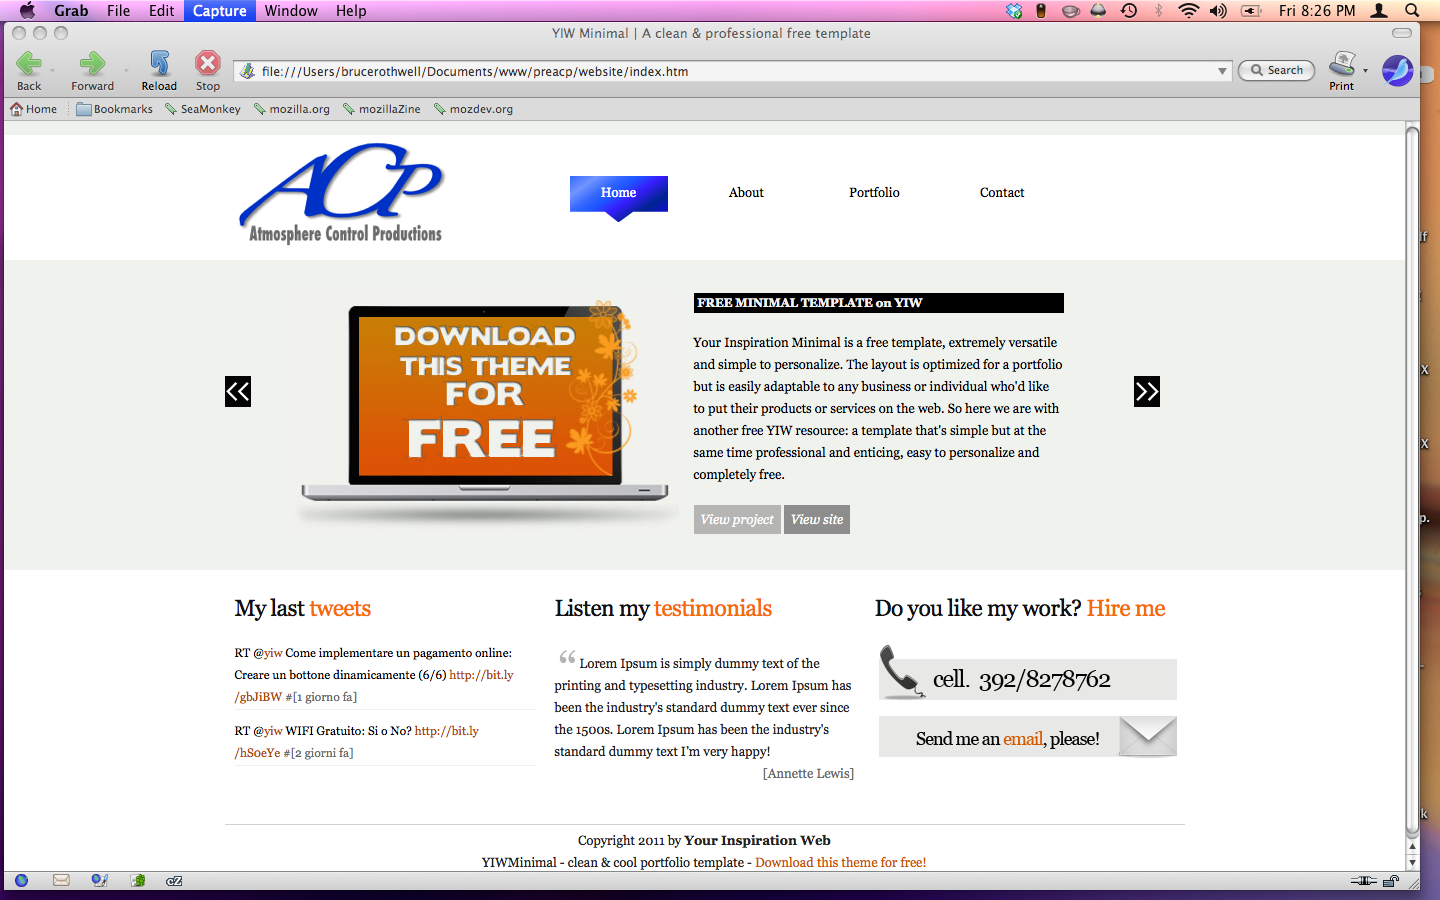 Grab File Edit Capture Window Help Fri 8:26 PM
YIW Minimal | A clean & professional free template
file:///Users/brucerothwell/Documents/www/preacp/website/index.htm
Search
Back Forward Reload Stop Print
Home Bookmarks SeaMonkey mozilla.org mozillaZine mozdev.org
ACP
Atmosphere Control Productions
Home About Portfolio Contact
DOWNLOAD
THIS THEME
FOR
FREE
FREE MINIMAL TEMPLATE on YIW
Your Inspiration Minimal is a free template, extremely versatile
and simple to personalize. The layout is optimized for a portfolio
but is easily adaptable to any business or individual who'd like
to put their products or services on the web. So here we are with
another free YIW resource: a template that's simple but at the
same time professional and enticing, easy to personalize and
completely free.
View project View site
My last tweets
RT @yiw Come implementare un pagamento online:
Creare un bottone dinamicamente (6/6) http://bit.ly
/gbJiBW #[1 giorno fa]
RT @yiw WIFI Gratuito: Si o No? http://bit.ly
/hS0eYe #[2 giorni fa]
Listen my testimonials
“ Lorem Ipsum is simply dummy text of the
printing and typesetting industry. Lorem Ipsum has
been the industry's standard dummy text ever since
the 1500s. Lorem Ipsum has been the industry's
standard dummy text I'm very happy!
[Annette Lewis]
Do you like my work? Hire me
cell. 392/8278762
Send me an email, please!
Copyright 2011 by Your Inspiration Web
YIWMinimal - clean & cool portfolio template - Download this theme for free!
cZ